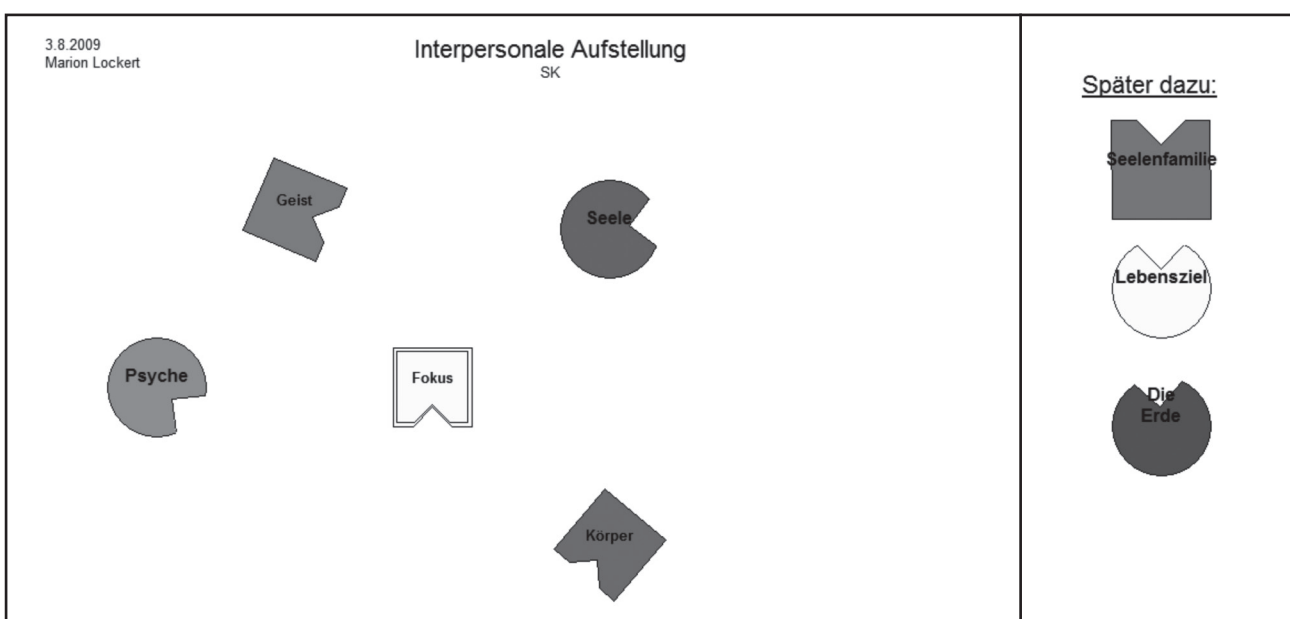 3.8.2009
Marion Lockert
Interpersonale Aufstellung
SK
Geist
Seele
Psyche
Fokus
Körper
Später dazu:
Seelenfamilie
Lebensziel
Die
Erde